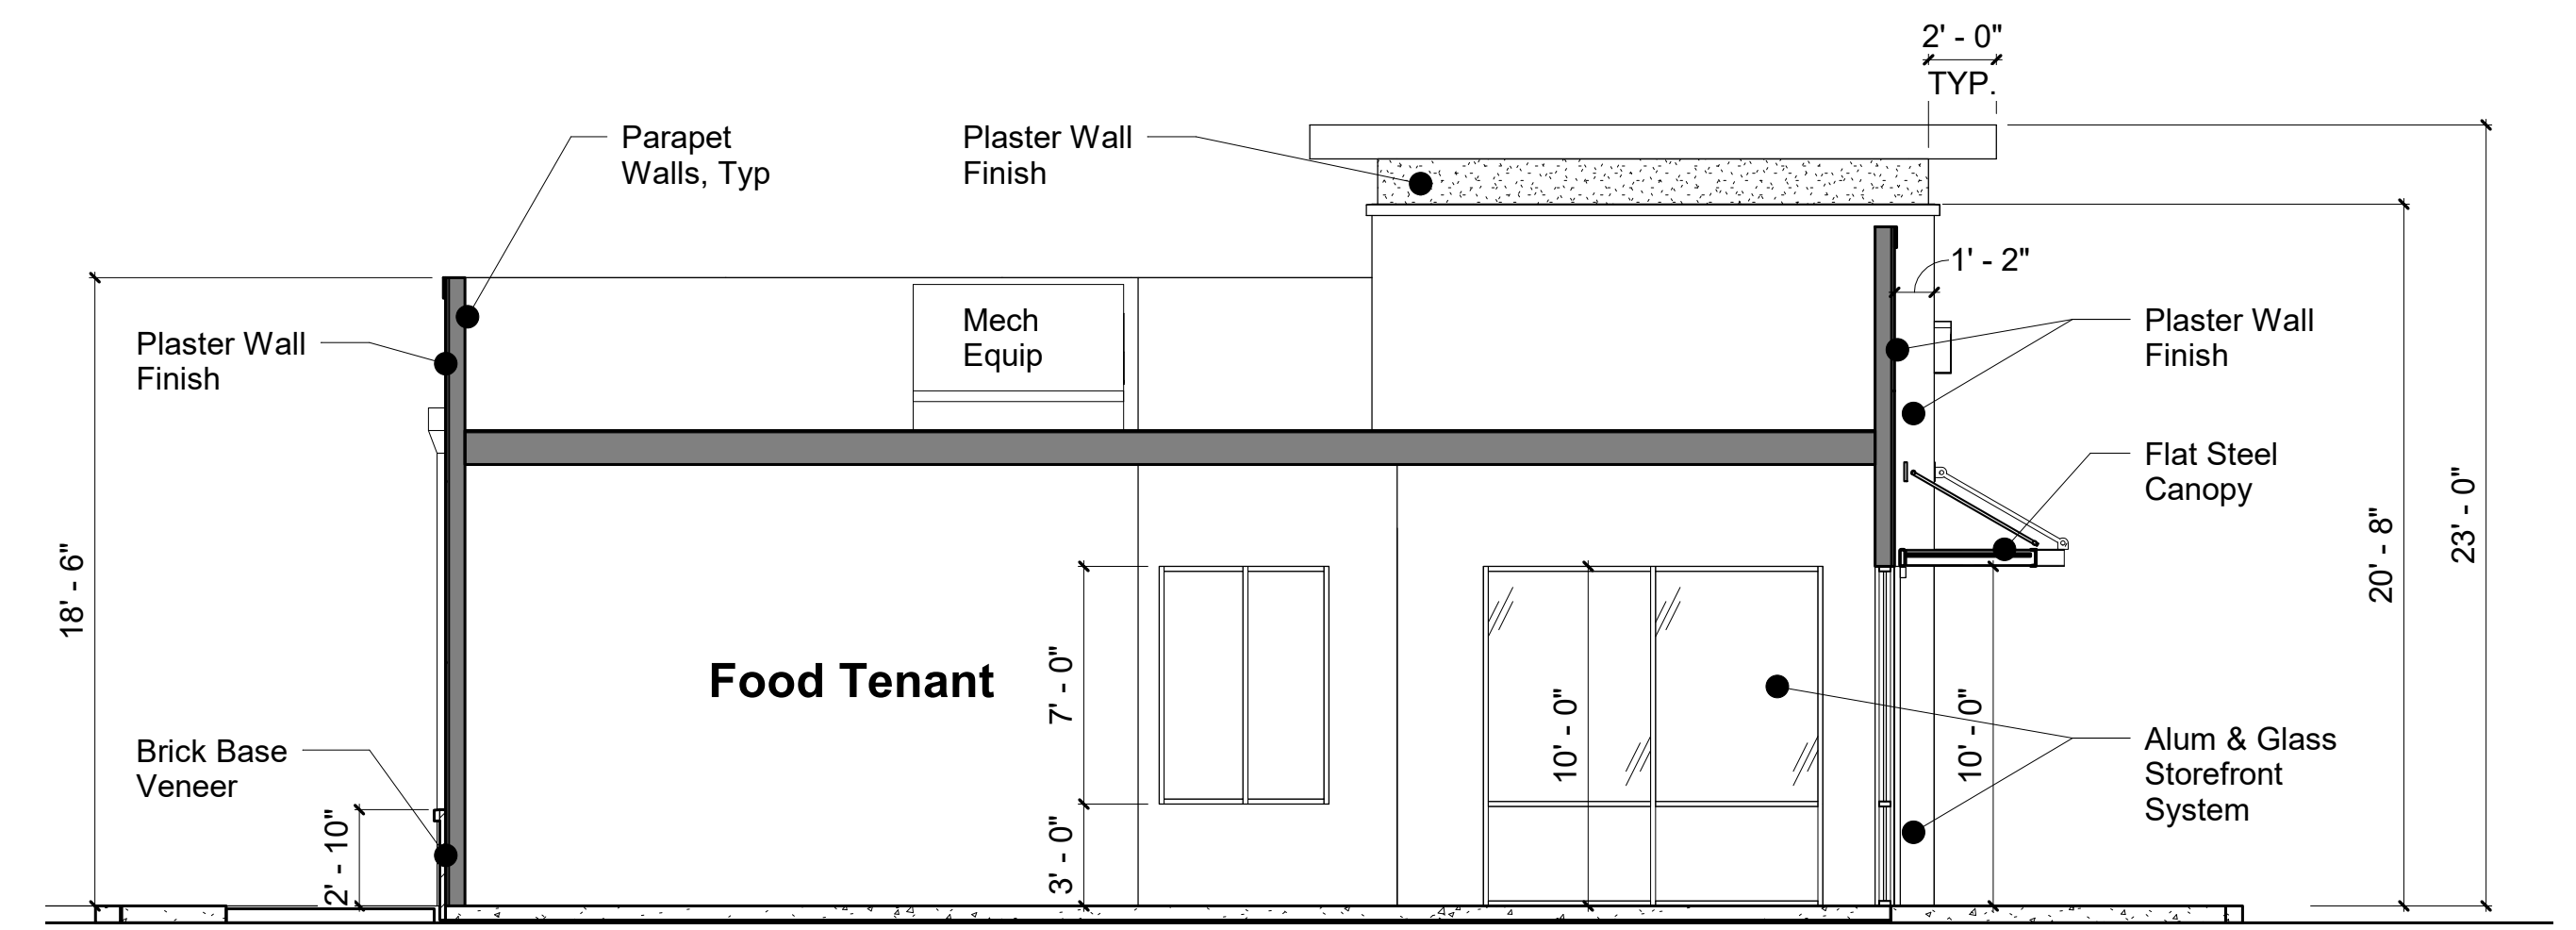 2' - 0"
TYP.
Parapet
Walls, Typ
Plaster Wall
Finish
1' - 2"
Plaster Wall
Finish
Mech
Equip
Plaster Wall
Finish
Flat Steel
Canopy
18' - 6"
20' - 8"
23' - 0"
Food Tenant
7' - 0"
10' - 0"
10' - 0"
Alum & Glass
Storefront
System
Brick Base
Veneer
2' - 10"
3' - 0"